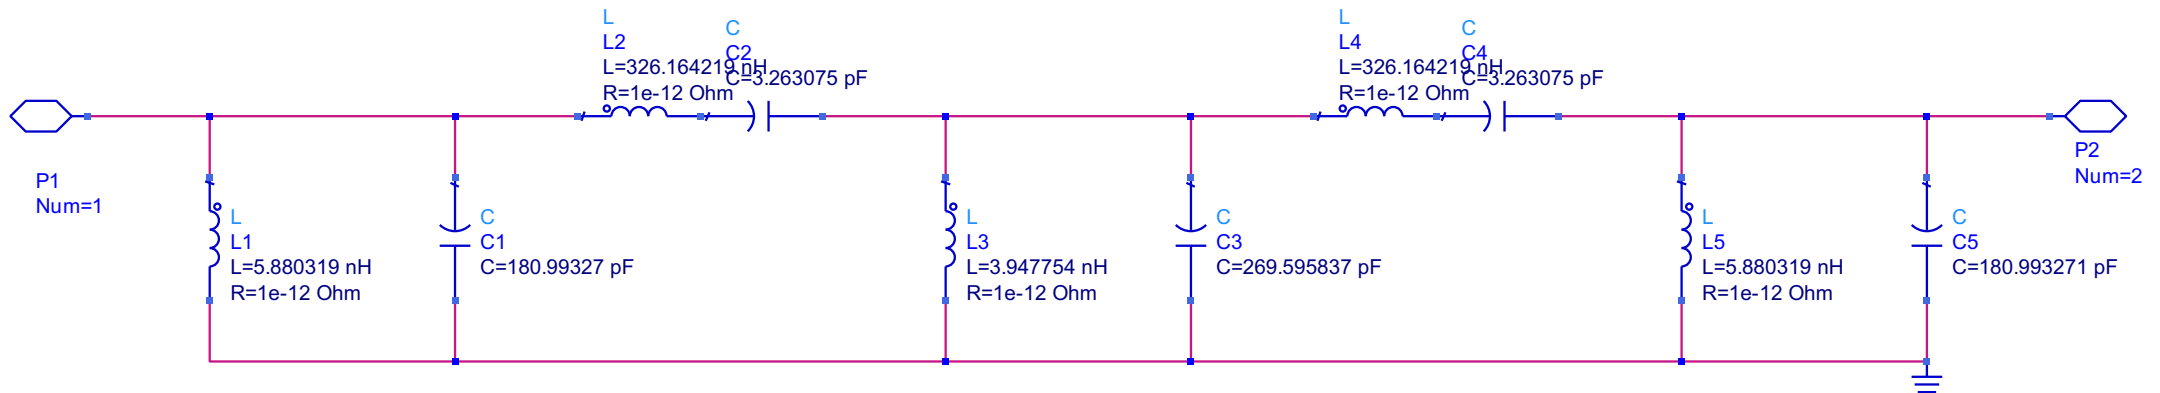 P1
Num=1
L
L1
L=5.880319 nH
R=1e-12 Ohm
C
C1
C=180.99327 pF
L
L2
L=326.164219 nH
R=1e-12 Ohm
C
C2
C=3.263075 pF
L
L3
L=3.947754 nH
R=1e-12 Ohm
C
C3
C=269.595837 pF
L
L4
L=326.164219 nH
R=1e-12 Ohm
C
C4
C=3.263075 pF
L
L5
L=5.880319 nH
R=1e-12 Ohm
C
C5
C=180.993271 pF
P2
Num=2